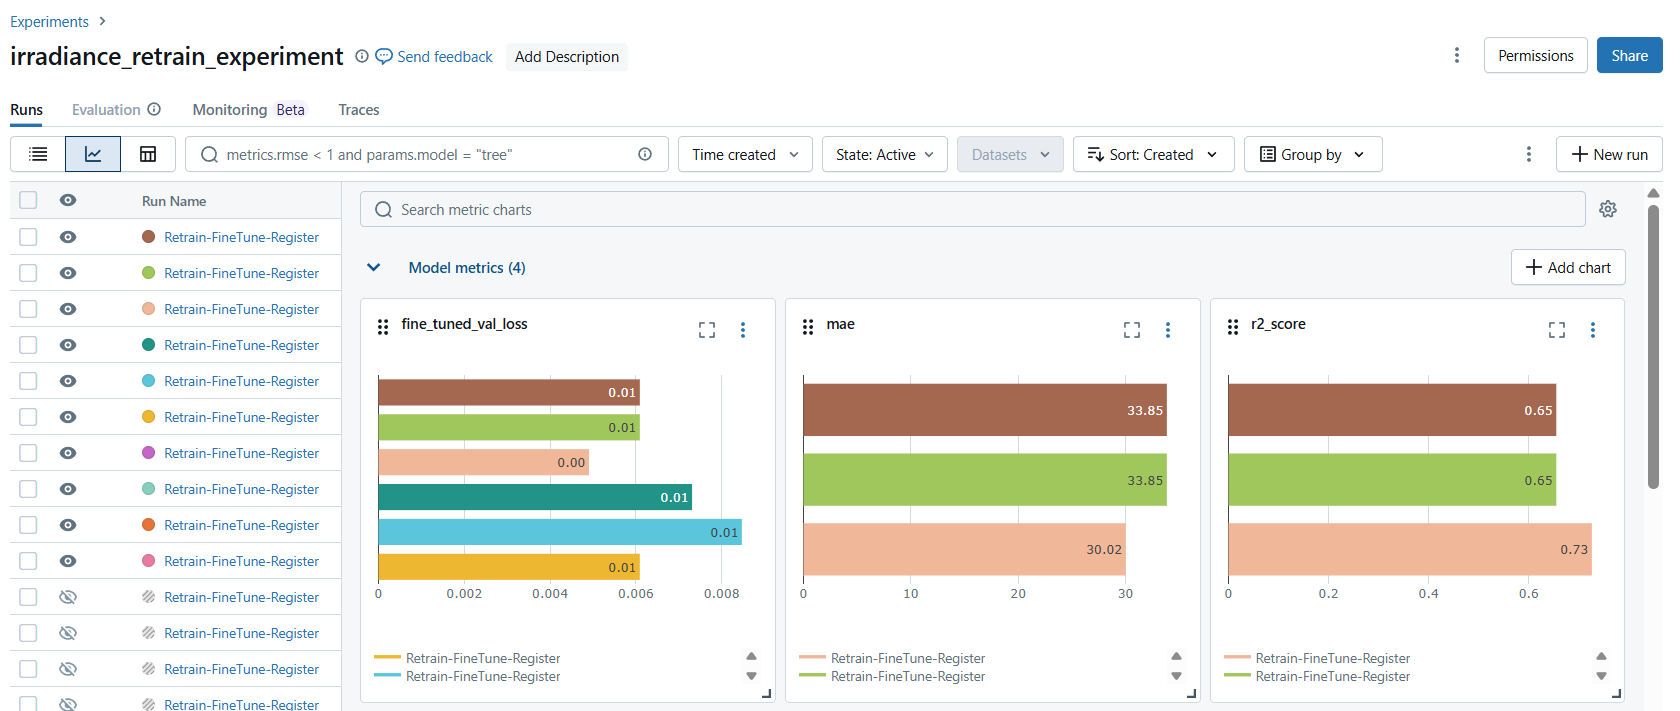 Experiments
irradiance_retrain_experiment Send feedback Add Description Permissions Share
Runs Evaluation Monitoring Beta Traces
metrics.rmse < 1 and params.model = "tree" Time created State: Active Datasets Sort: Created Group by New run
Run Name
Retrain-FineTune-Register
Retrain-FineTune-Register
Retrain-FineTune-Register
Retrain-FineTune-Register
Retrain-FineTune-Register
Retrain-FineTune-Register
Retrain-FineTune-Register
Retrain-FineTune-Register
Retrain-FineTune-Register
Retrain-FineTune-Register
Retrain-FineTune-Register
Retrain-FineTune-Register
Retrain-FineTune-Register
Retrain-FineTune-Register
Search metric charts
Model metrics (4) Add chart
fine_tuned_val_loss
0.01
0.01
0.00
0.01
0.01
0.01
0 0.002 0.004 0.006 0.008
Retrain-FineTune-Register
Retrain-FineTune-Register
mae
33.85
33.85
30.02
0 10 20 30
Retrain-FineTune-Register
Retrain-FineTune-Register
r2_score
0.65
0.65
0.73
0 0.2 0.4 0.6
Retrain-FineTune-Register
Retrain-FineTune-Register